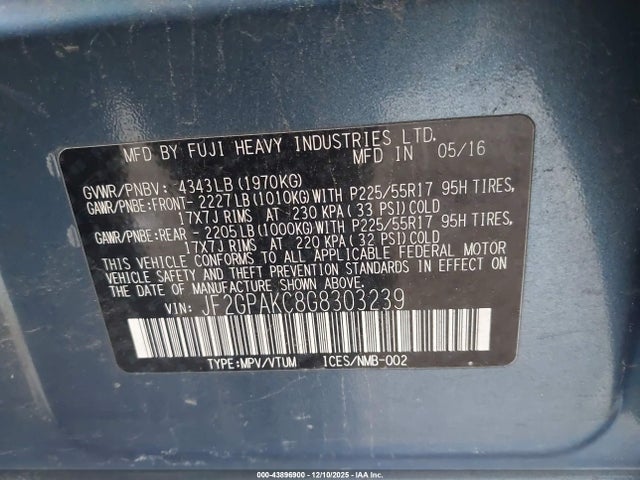 MFD BY FUJI HEAVY INDUSTRIES LTD.
MFD IN 05/16
GVWR/PNBV: 4343LB(1970KG)
GAWR/PNBE:FRONT- 2227LB(1010KG)WITH P225/55R17 95H TIRES,
17X7J RIMS AT 230 KPA(33 PSI)COLD
GAWR/PNBE:REAR - 2205LB(1000KG)WITH P225/55R17 95H TIRES,
17X7J RIMS AT 220 KPA(32 PSI)COLD
THIS VEHICLE CONFORMS TO ALL APPLICABLE FEDERAL MOTOR
VEHICLE SAFETY AND THEFT PREVENTION STANDARDS IN EFFECT
ON THE DATE OF MANUFACTURE SHOWN ABOVE.
VIN: JF2GPAKC8G8303239
TYPE:MPV/VTUM ICES/NMB-002
000-43896900 - 12/10/2025 - IAA Inc.